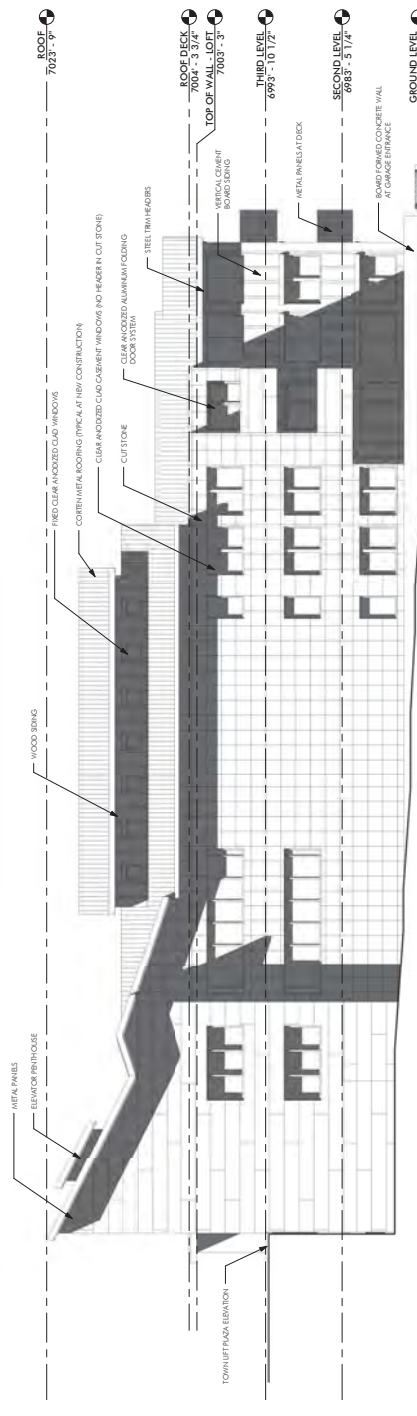 ROOF
7023' - 9"
ROOF DECK
7004' - 3 3/4"
TOP OF WALL - LOFT
7003' - 3"
THIRD LEVEL
6993' - 10 1/2"
SECOND LEVEL
6983' - 5 1/4"
GROUND LEVEL
METAL PANELS
ELEVATOR PENTHOUSE
WOOD SIDING
FIXED CLEAR ANODIZED CLAD WINDOWS
CORTEN METAL ROOFING (TYPICAL AT NEW CONSTRUCTION)
CLEAR ANODIZED CLAD CASEMENT WINDOWS (NO HEADER IN CUT STONE)
CUT STONE
CLEAR ANODIZED ALUMINUM FOLDING
DOOR SYSTEM
STEEL TRIM HEADERS
VERTICAL CEMENT
BOARD SIDING
METAL PANELS AT DECK
BOARD FORMED CONCRETE WALL
AT GARAGE ENTRANCE
TOWN LIFT PLAZA ELEVATION